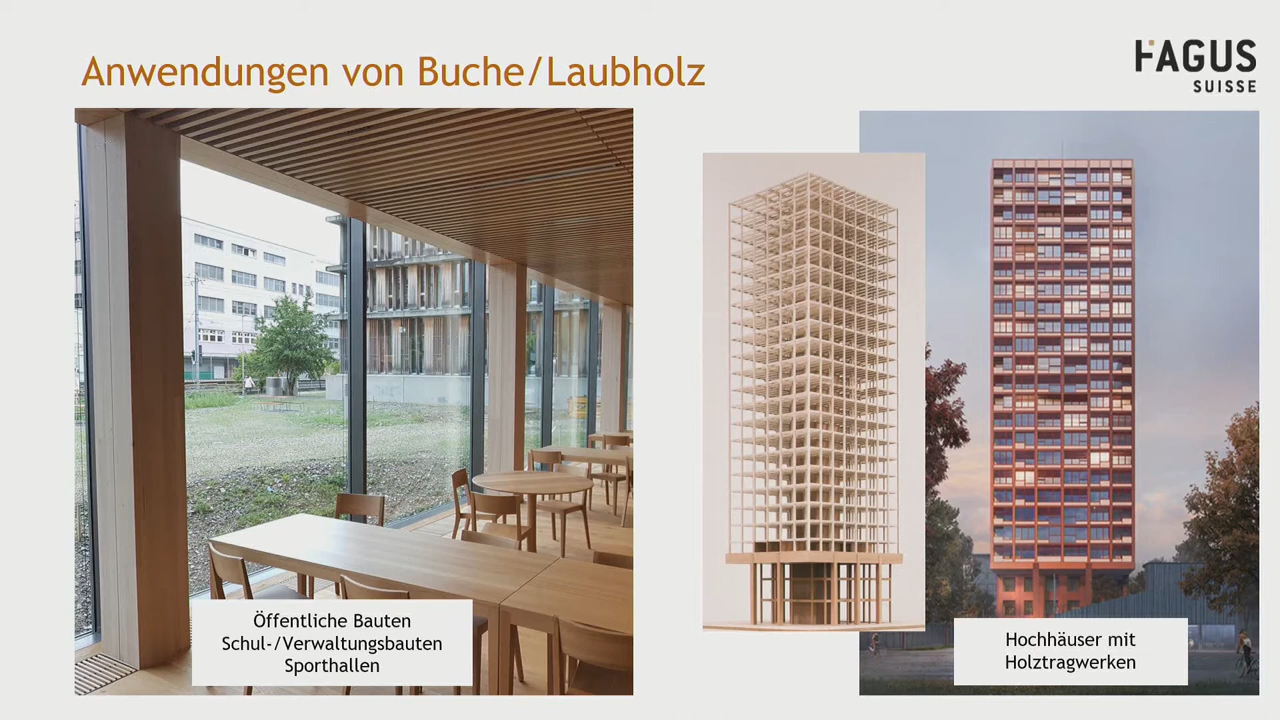 Anwendungen von Buche/Laubholz
FAGUS
SUISSE
Öffentliche Bauten
Schul-/Verwaltungsbauten
Sporthallen
Hochhäuser mit
Holztragwerken